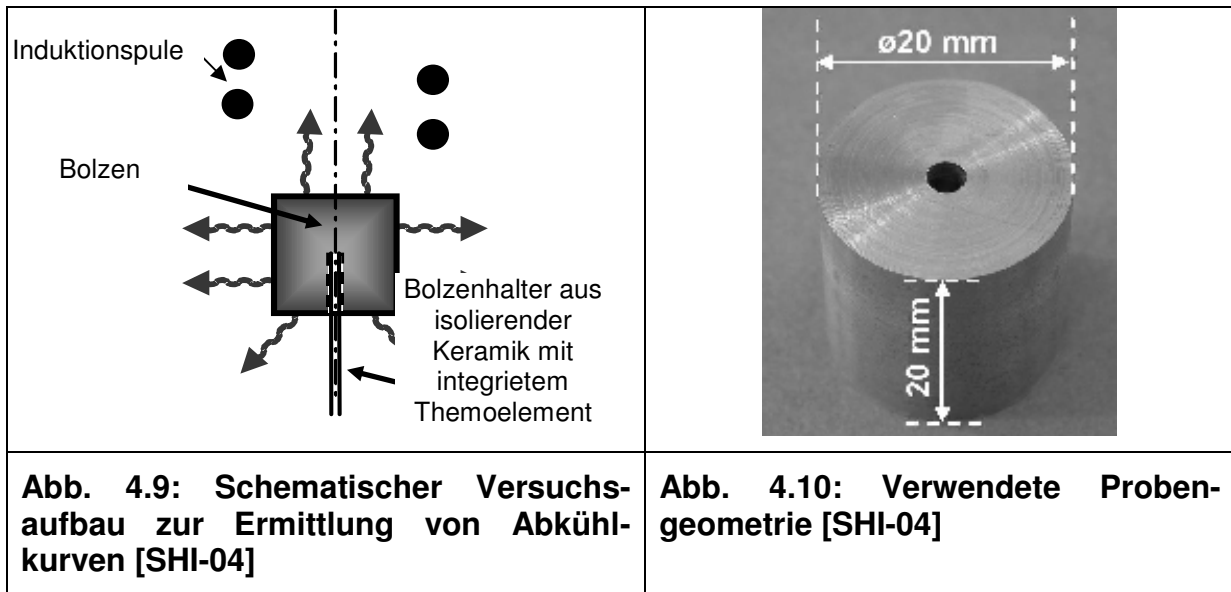 Induktionspule
Bolzen
Bolzenhalter aus
isolierender
Keramik mit
integrietem
Themoelement
ø20 mm
20 mm
Abb. 4.9: Schematischer Versuchs-
aufbau zur Ermittlung von Abkühl-
kurven [SHI-04]
Abb. 4.10: Verwendete Proben-
geometrie [SHI-04]